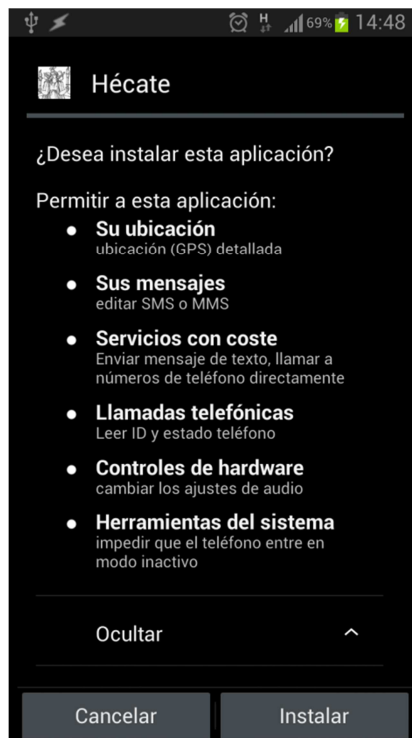 H 69% 14:48
Hécate
¿Desea instalar esta aplicación?
Permitir a esta aplicación:
Su ubicación
ubicación (GPS) detallada
Sus mensajes
editar SMS o MMS
Servicios con coste
Enviar mensaje de texto, llamar a
números de teléfono directamente
Llamadas telefónicas
Leer ID y estado teléfono
Controles de hardware
cambiar los ajustes de audio
Herramientas del sistema
impedir que el teléfono entre en
modo inactivo
Ocultar
Cancelar Instalar